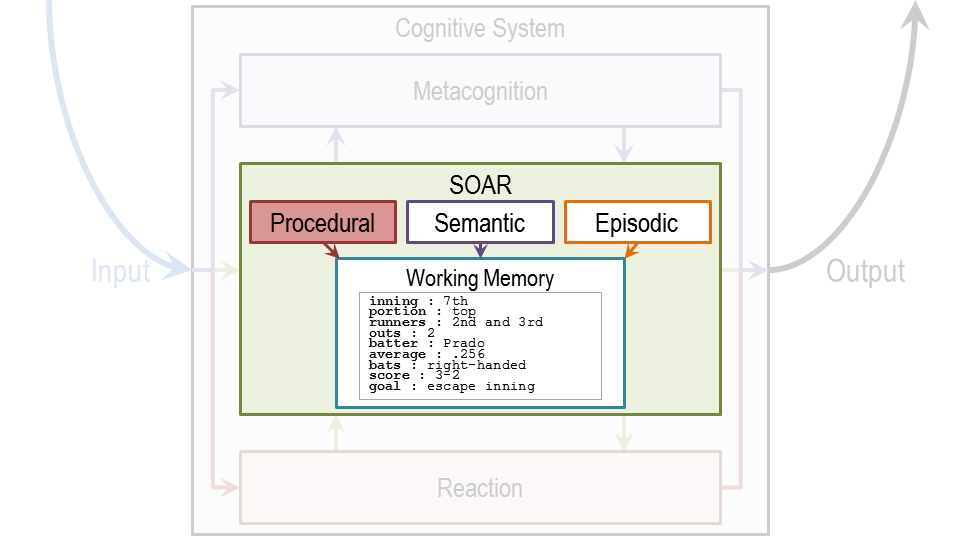 Cognitive System
Metacognition
SOAR
Procedural
Semantic
Episodic
Input
Output
Working Memory
inning : 7th
portion : top
runners : 2nd and 3rd
outs : 2
batter : Prado
average : .256
bats : right-handed
score : 3-2
goal : escape inning
Reaction